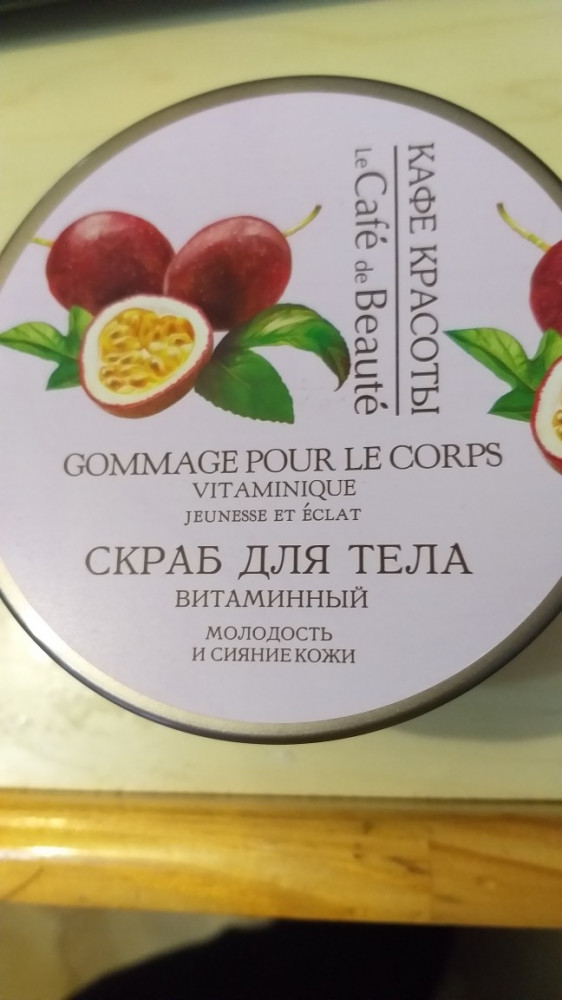 КАФЕ КРАСОТЫ
Le Café de Beauté
GOMMAGE POUR LE CORPS
VITAMINIQUE
JEUNESSE ET ÉCLAT
СКРАБ ДЛЯ ТЕЛА
ВИТАМИННЫЙ
МОЛОДОСТЬ
И СИЯНИЕ КОЖИ